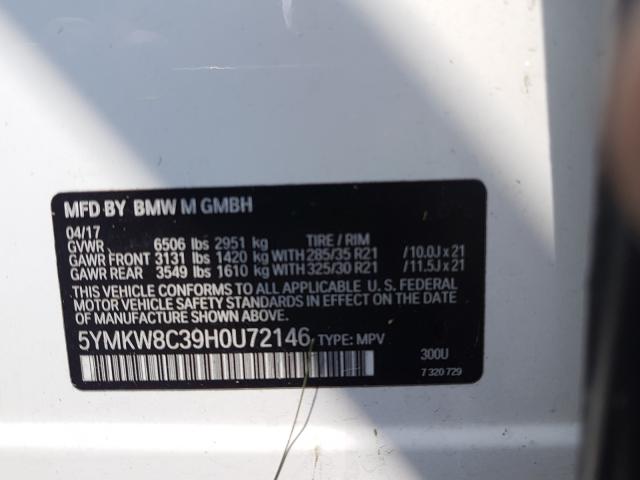 MFD BY BMW M GMBH
04/17
GVWR 6506 lbs 2951 kg TIRE / RIM
GAWR FRONT 3131 lbs 1420 kg WITH 285/35 R21 /10.0J x 21
GAWR REAR 3549 lbs 1610 kg WITH 325/30 R21 /11.5J x 21
THIS VEHICLE CONFORMS TO ALL APPLICABLE U. S. FEDERAL
MOTOR VEHICLE SAFETY STANDARDS IN EFFECT ON THE DATE
OF MANUFACTURE SHOWN ABOVE.
5YMKW8C39H0U72146 TYPE: MPV
300U
7 320 729